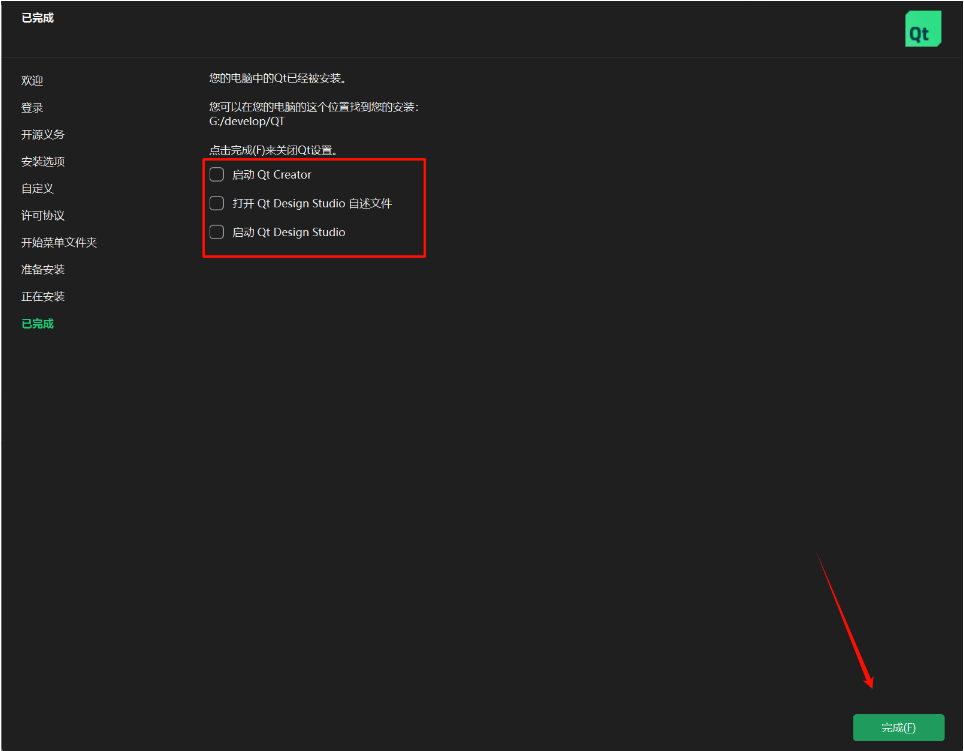 已完成
Qt
欢迎
登录
开源义务
安装选项
自定义
许可协议
开始菜单文件夹
准备安装
正在安装
已完成
您的电脑中的Qt已经被安装。
您可以在您的电脑的这个位置找到您的安装：
G:/develop/QT
点击完成(F)来关闭Qt设置。
启动 Qt Creator
打开 Qt Design Studio 自述文件
启动 Qt Design Studio
完成(F)